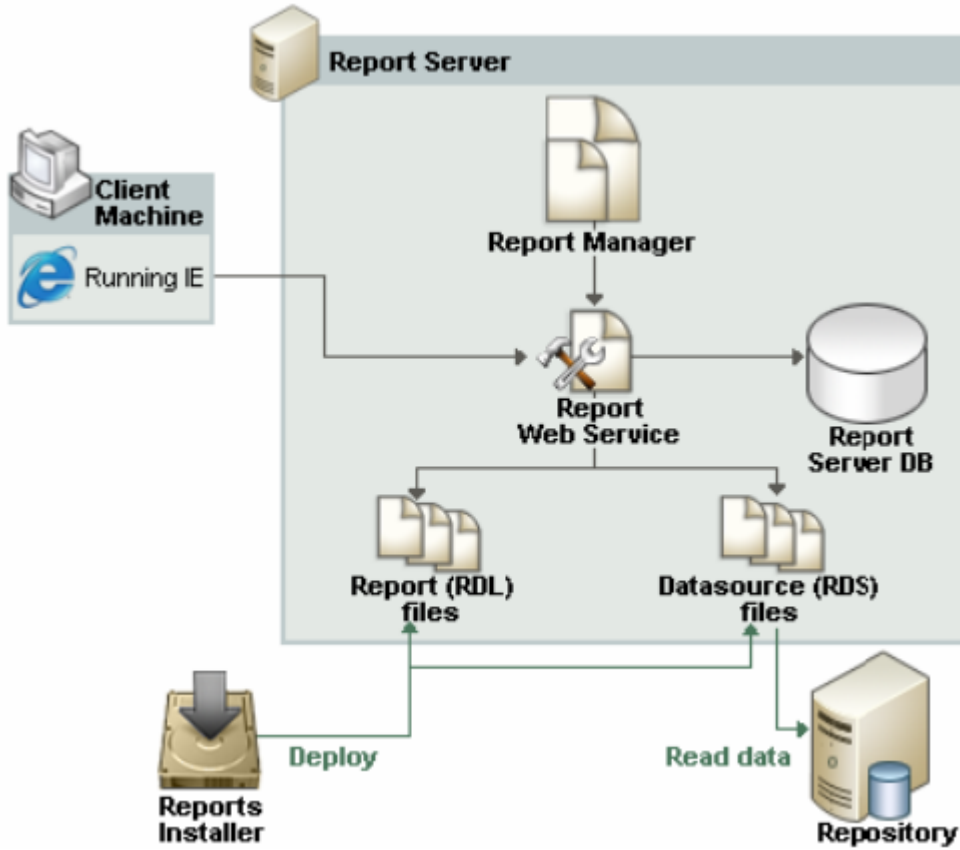 Report Server
Client
Machine
Running IE
Report Manager
Report
Web Service
Report
Server DB
Report (RDL)
files
Datasource (RDS)
files
Deploy
Read data
Reports
Installer
Repository